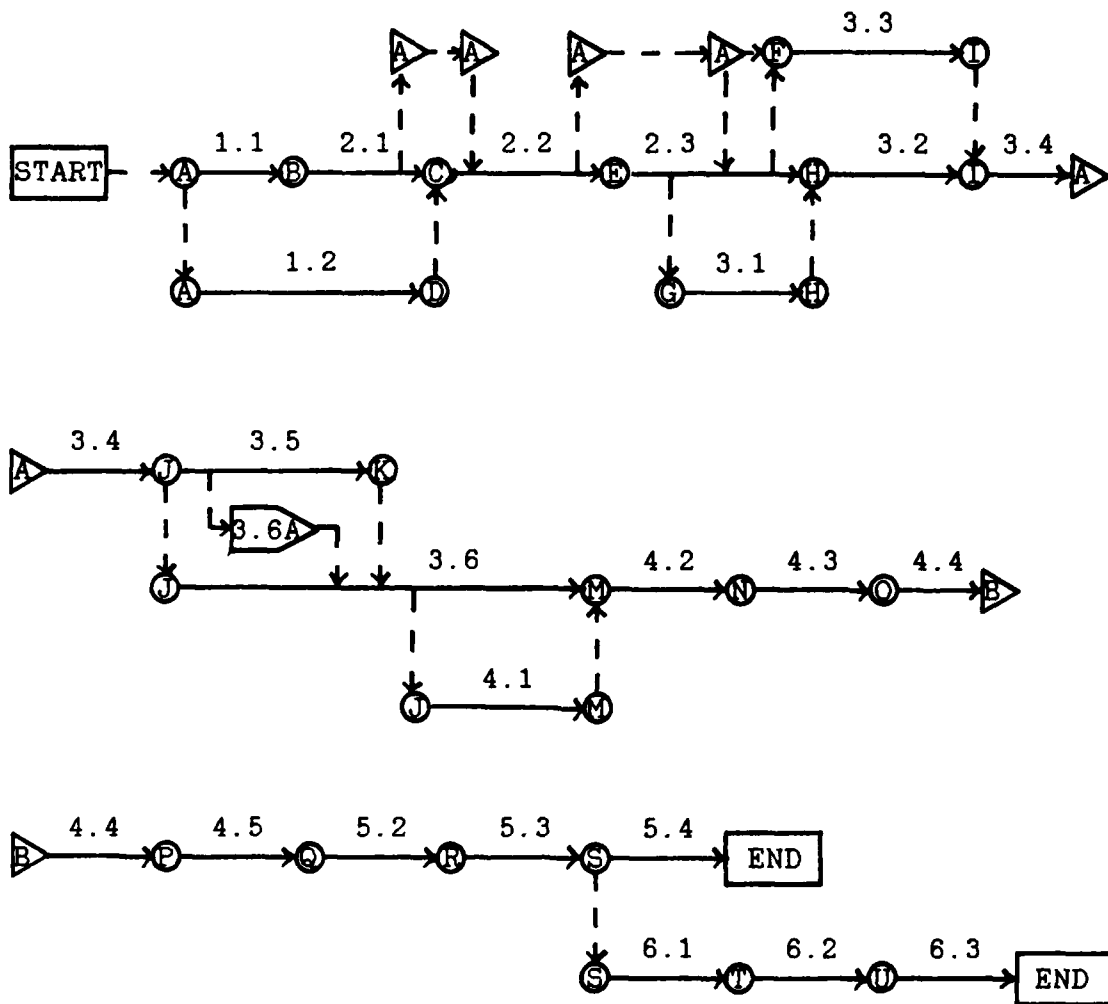 3.3
A A A A F I
1.1 2.1 2.2 2.3 3.2 3.4
START A B C E H I A
1.2 3.1
A D G H
3.4 3.5
A J K
3.6A
3.6 4.2 4.3 4.4
J M N O B
4.1
J M
4.4 4.5 5.2 5.3 5.4
B P Q R S END
6.1 6.2 6.3
S T U END